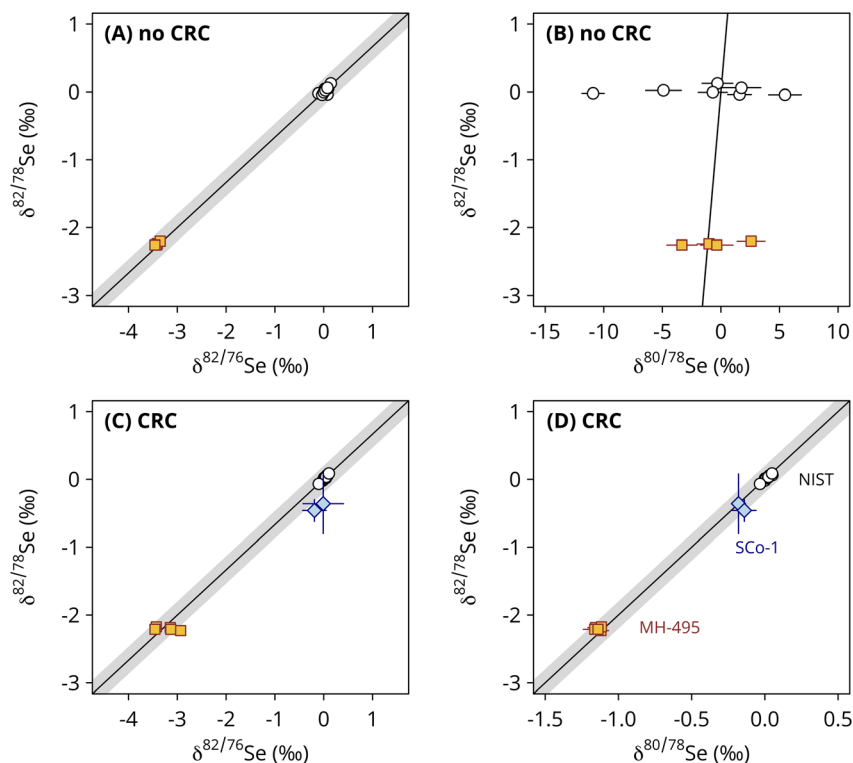 (A) no CRC
1
0
-1
-2
-3
δ82/78Se (‰)
-4 -3 -2 -1 0 1
δ82/76Se (‰)
(B) no CRC
1
0
-1
-2
-3
δ82/78Se (‰)
-15 -10 -5 0 5 10
δ80/78Se (‰)
(C) CRC
1
0
-1
-2
-3
δ82/78Se (‰)
-4 -3 -2 -1 0 1
δ82/76Se (‰)
(D) CRC
1
0
-1
-2
-3
δ82/78Se (‰)
NIST
SCo-1
MH-495
-1.5 -1.0 -0.5 0.0 0.5
δ80/78Se (‰)